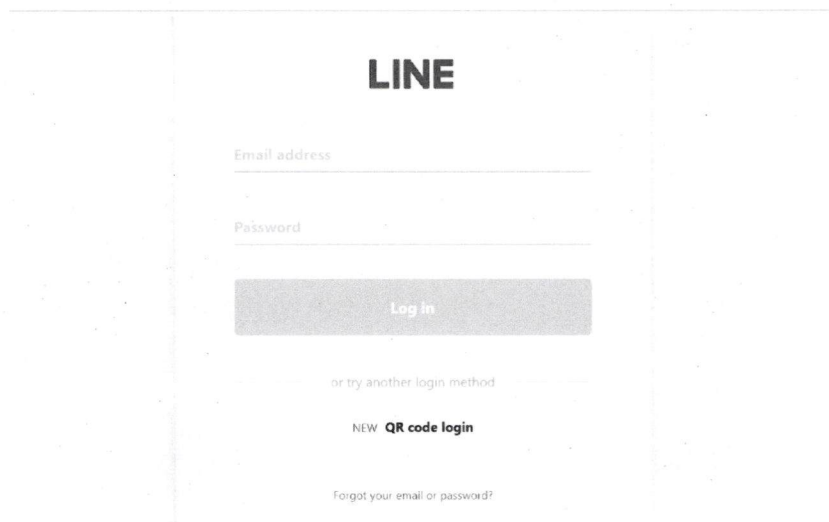 LINE
Email address
Password
Log in
or try another login method
NEW QR code login
Forgot your email or password?